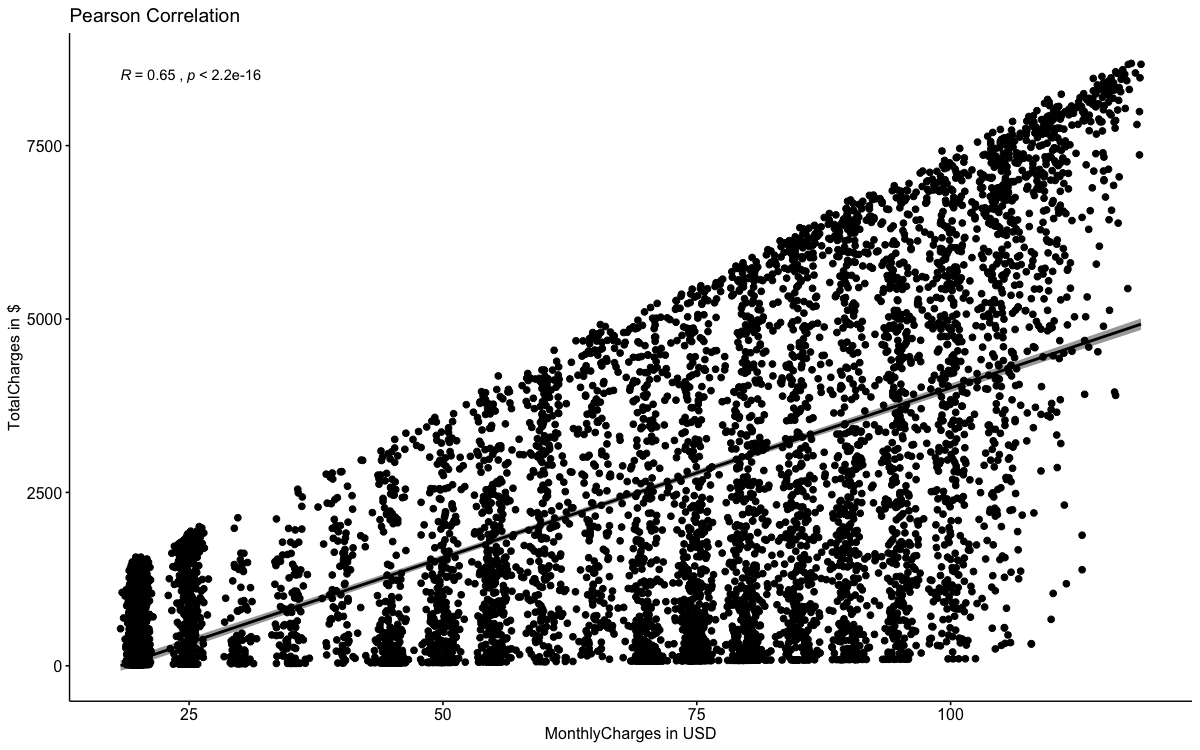 Pearson Correlation
R = 0.65 , p < 2.2e-16
7500
5000
2500
0
TotalCharges in $
25 50 75 100
MonthlyCharges in USD